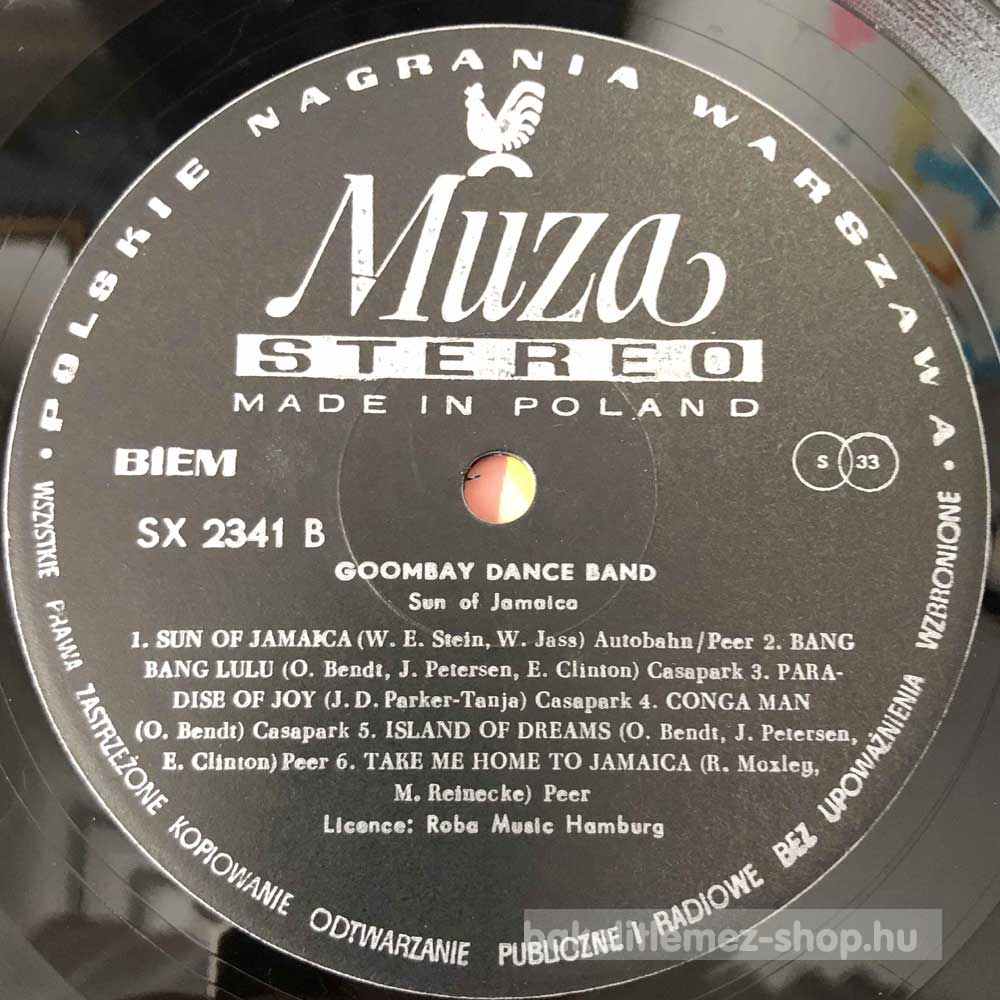 · POLSKIE NAGRANIA WARSZAWA ·
Muza
STEREO
MADE IN POLAND
BIEM
S 33
SX 2341 B
GOOMBAY DANCE BAND
Sun of Jamaica
1. SUN OF JAMAICA (W. E. Stein, W. Jass) Autobahn/Peer 2. BANG
BANG LULU (O. Bendt, J. Petersen, E. Clinton) Casapark 3. PARA-
DISE OF JOY (J. D. Parker-Tanja) Casapark 4. CONGA MAN
(O. Bendt) Casapark 5. ISLAND OF DREAMS (O. Bendt, J. Petersen,
E. Clinton) Peer 6. TAKE ME HOME TO JAMAICA (R. Moxley,
M. Reinecke) Peer
Licence: Roba Music Hamburg
WSZYSTKIE PRAWA ZASTRZEŻONE KOPIOWANIE ODTWARZANIE PUBLICZNE I RADIOWE BEZ UPOWAŻNIENIA WZBRONIONE
bakelitlemez-shop.hu